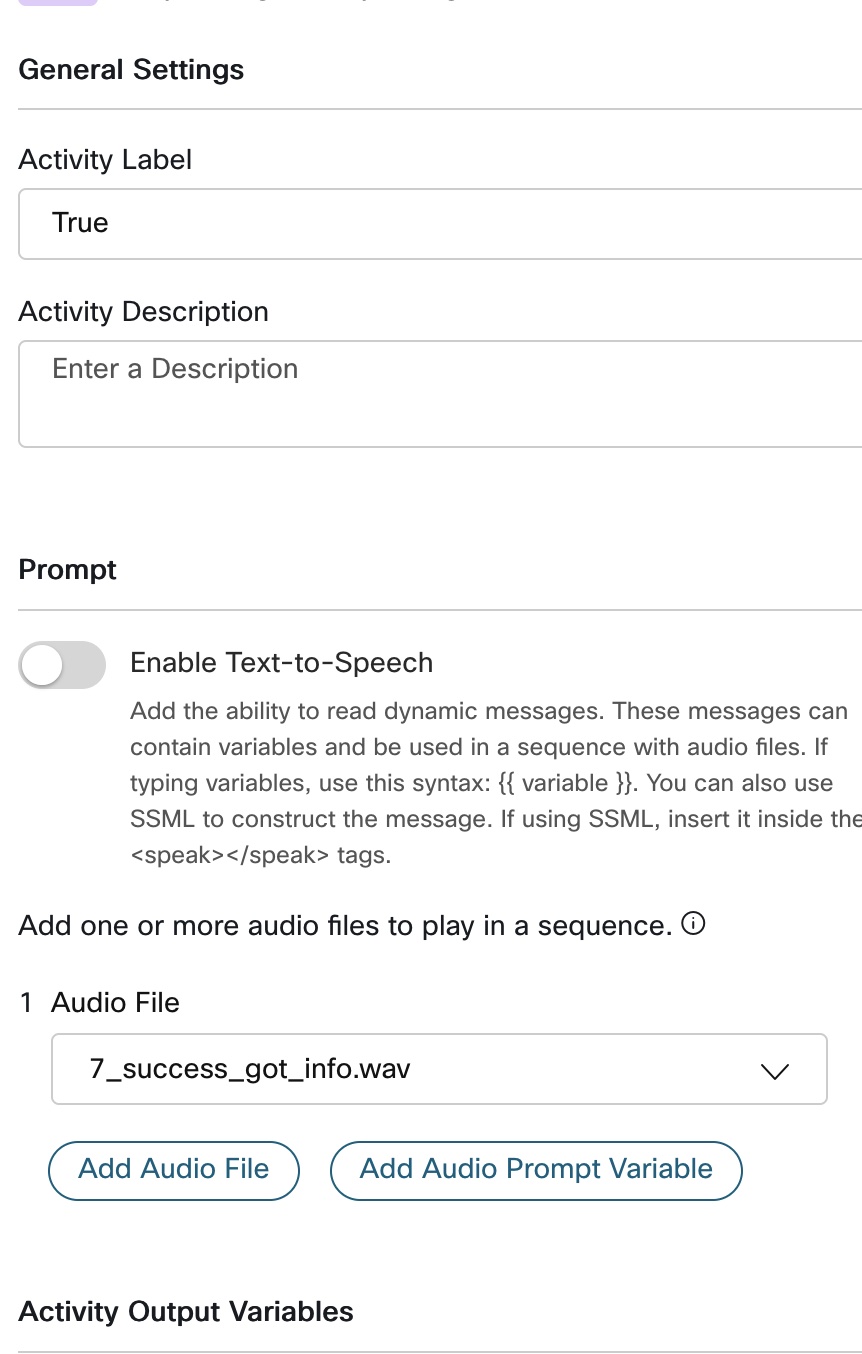 General Settings
Activity Label
True
Activity Description
Enter a Description
Prompt
Enable Text-to-Speech
Add the ability to read dynamic messages. These messages can
contain variables and be used in a sequence with audio files. If
typing variables, use this syntax: {{ variable }}. You can also use
SSML to construct the message. If using SSML, insert it inside the
<speak></speak> tags.
Add one or more audio files to play in a sequence.
1 Audio File
7_success_got_info.wav
Add Audio File
Add Audio Prompt Variable
Activity Output Variables